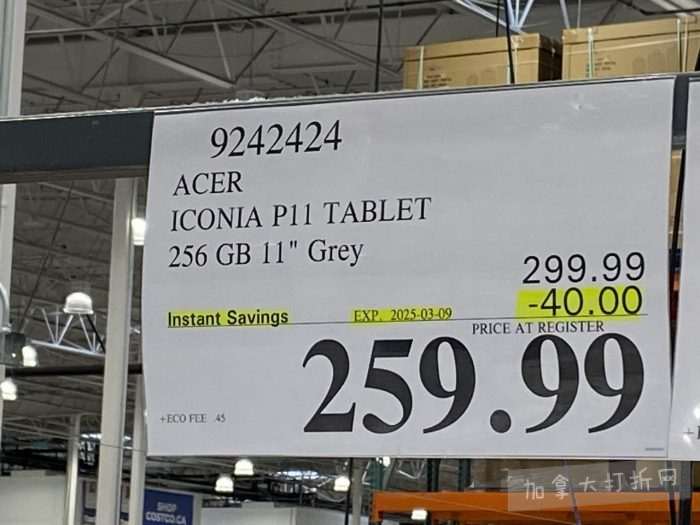 9242424
ACER
ICONIA P11 TABLET
256 GB 11" Grey
299.99
-40.00
Instant Savings EXP. 2025-03-09
PRICE AT REGISTER
259.99
+ECO FEE .45
SHOP
COSTCO.CA
加拿大打折网